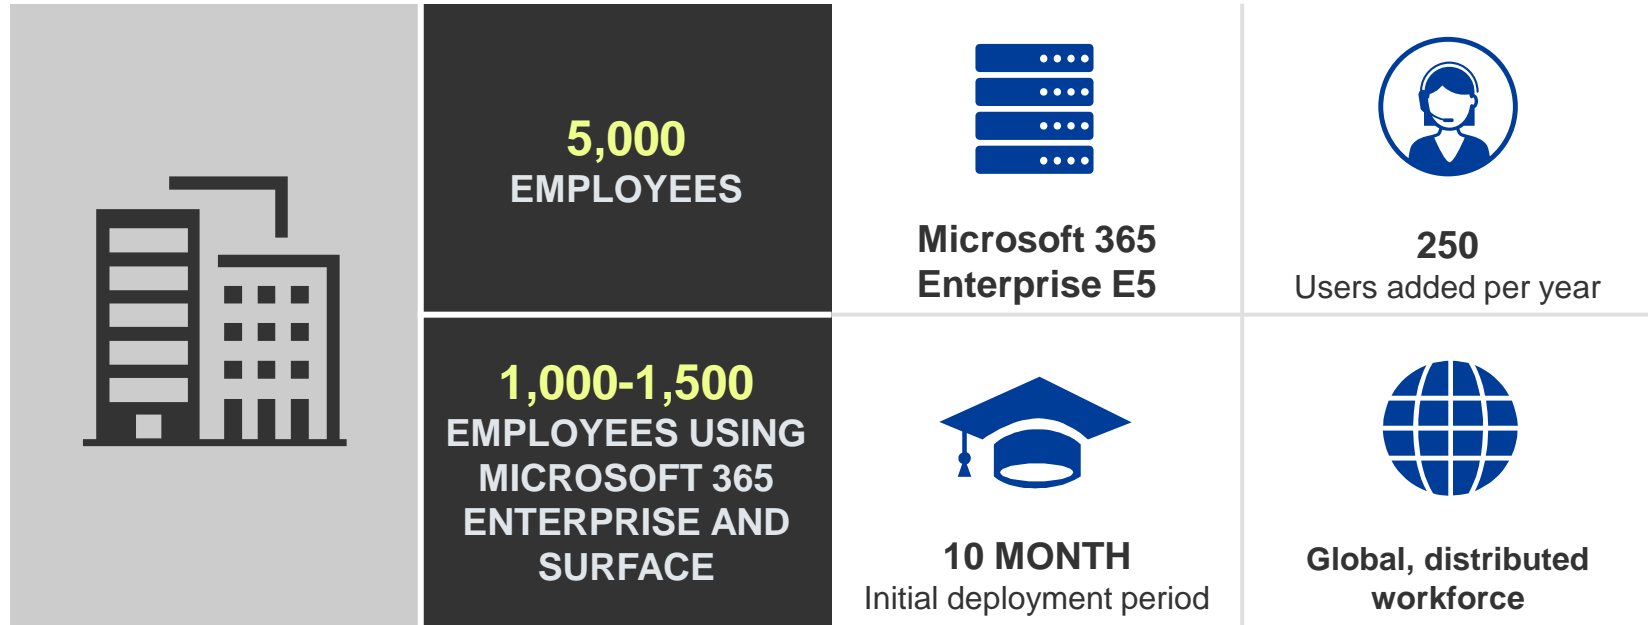 5,000
EMPLOYEES
Microsoft 365
Enterprise E5
250
Users added per year
1,000-1,500
EMPLOYEES USING
MICROSOFT 365
ENTERPRISE AND
SURFACE
10 MONTH
Initial deployment period
Global, distributed
workforce